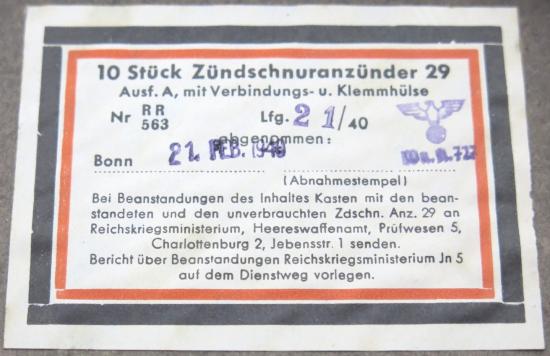 10 Stück Zündschnuranzünder 29
Ausf. A, mit Verbindungs- u. Klemmhülse
Nr RR 563 Lfg. 21/40
abgenommen:
Bonn 21. FEB. 1940
(Abnahmestempel)
Bei Beanstandungen des Inhaltes Kasten mit den bean-
standeten und den unverbrauchten Zdschn. Anz. 29 an
Reichskriegsministerium, Heereswaffenamt, Prüfwesen 5,
Charlottenburg 2, Jebensstr. 1 senden.
Bericht über Beanstandungen Reichskriegsministerium Jn 5
auf dem Dienstweg vorlegen.